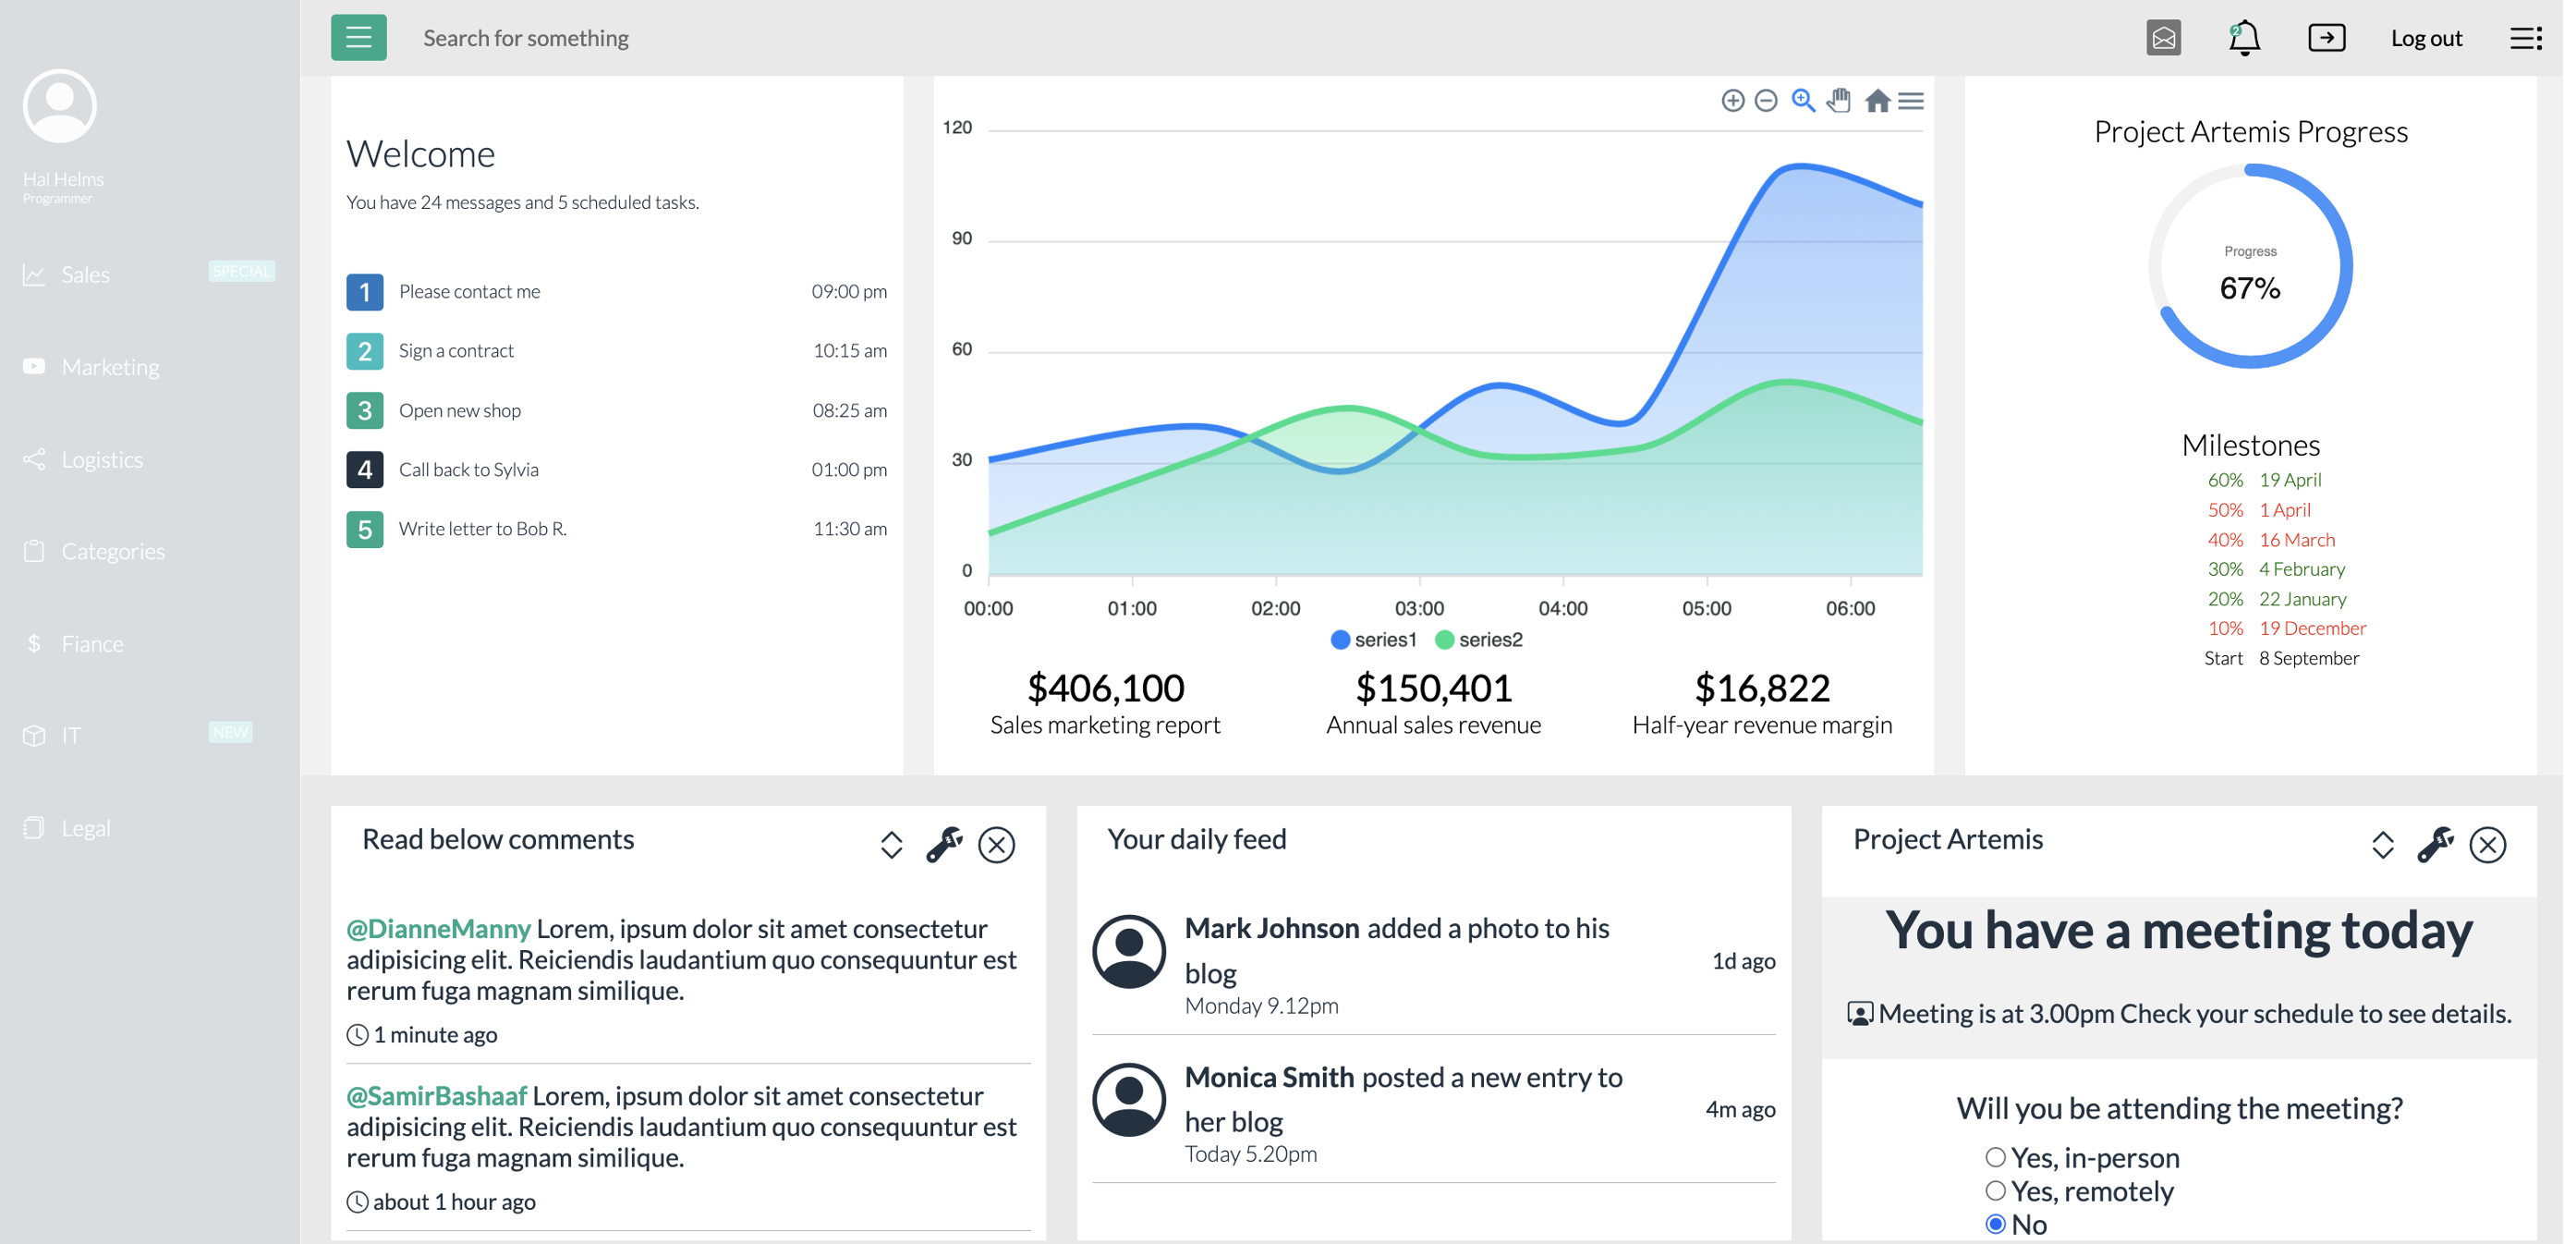 Search for something
2
Log out
Hal Helms
Programmer
Sales
SPECIAL
Marketing
Logistics
Categories
$ Fiance
IT
NEW
Legal
Welcome
You have 24 messages and 5 scheduled tasks.
1 Please contact me 09:00 pm
2 Sign a contract 10:15 am
3 Open new shop 08:25 am
4 Call back to Sylvia 01:00 pm
5 Write letter to Bob R. 11:30 am
120
90
60
30
0
00:00 01:00 02:00 03:00 04:00 05:00 06:00
series1 series2
$406,100
Sales marketing report
$150,401
Annual sales revenue
$16,822
Half-year revenue margin
Project Artemis Progress
Progress
67%
Milestones
60% 19 April
50% 1 April
40% 16 March
30% 4 February
20% 22 January
10% 19 December
Start 8 September
Read below comments
@DianneManny Lorem, ipsum dolor sit amet consectetur
adipisicing elit. Reiciendis laudantium quo consequuntur est
rerum fuga magnam similique.
1 minute ago
@SamirBashaaf Lorem, ipsum dolor sit amet consectetur
adipisicing elit. Reiciendis laudantium quo consequuntur est
rerum fuga magnam similique.
about 1 hour ago
Your daily feed
Mark Johnson added a photo to his
blog
Monday 9.12pm
1d ago
Monica Smith posted a new entry to
her blog
Today 5.20pm
4m ago
Project Artemis
You have a meeting today
Meeting is at 3.00pm Check your schedule to see details.
Will you be attending the meeting?
Yes, in-person
Yes, remotely
No